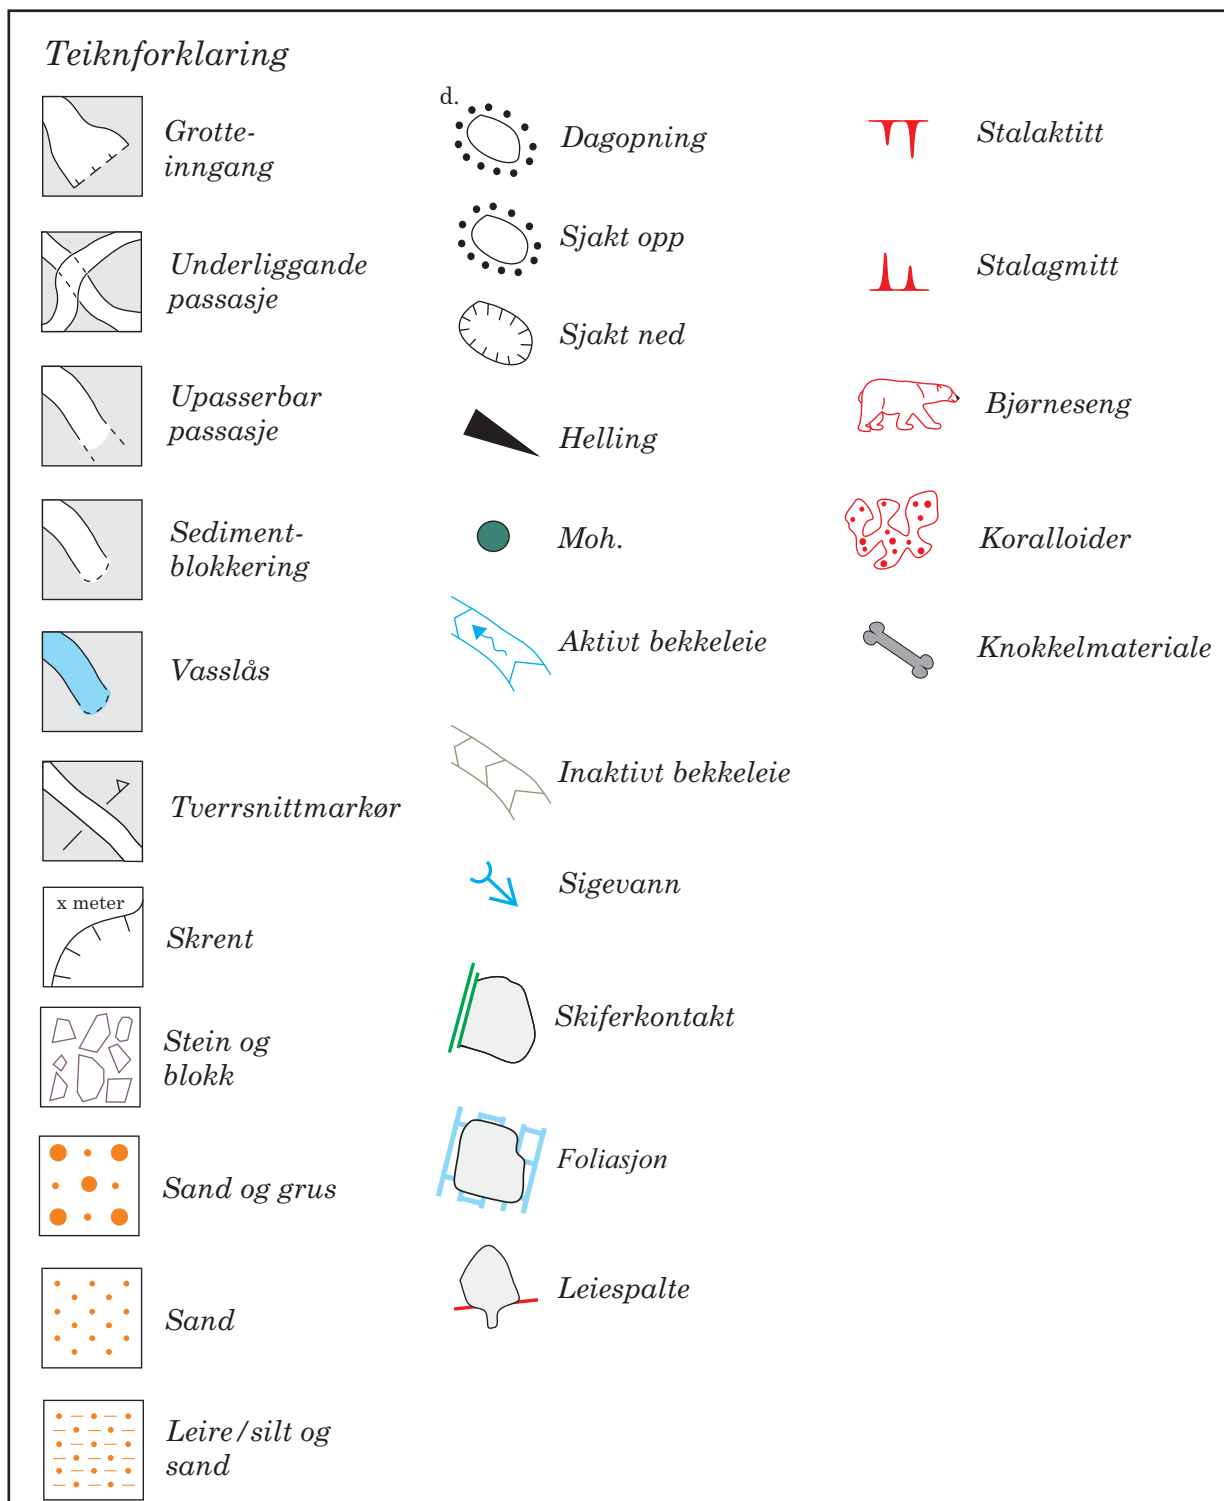 Teiknforklaring
Grotte-
inngang
Underliggande
passasje
Upasserbar
passasje
Sediment-
blokkering
Vasslås
Tverrsnittmarkør
x meter
Skrent
Stein og
blokk
Sand og grus
Sand
Leire/silt og
sand
d.
Dagopning
Sjakt opp
Sjakt ned
Helling
Moh.
Aktivt bekkeleie
Inaktivt bekkeleie
Sigevann
Skiferkontakt
Foliasjon
Leiespalte
Stalaktitt
Stalagmitt
Bjørneseng
Koralloider
Knokkelmateriale